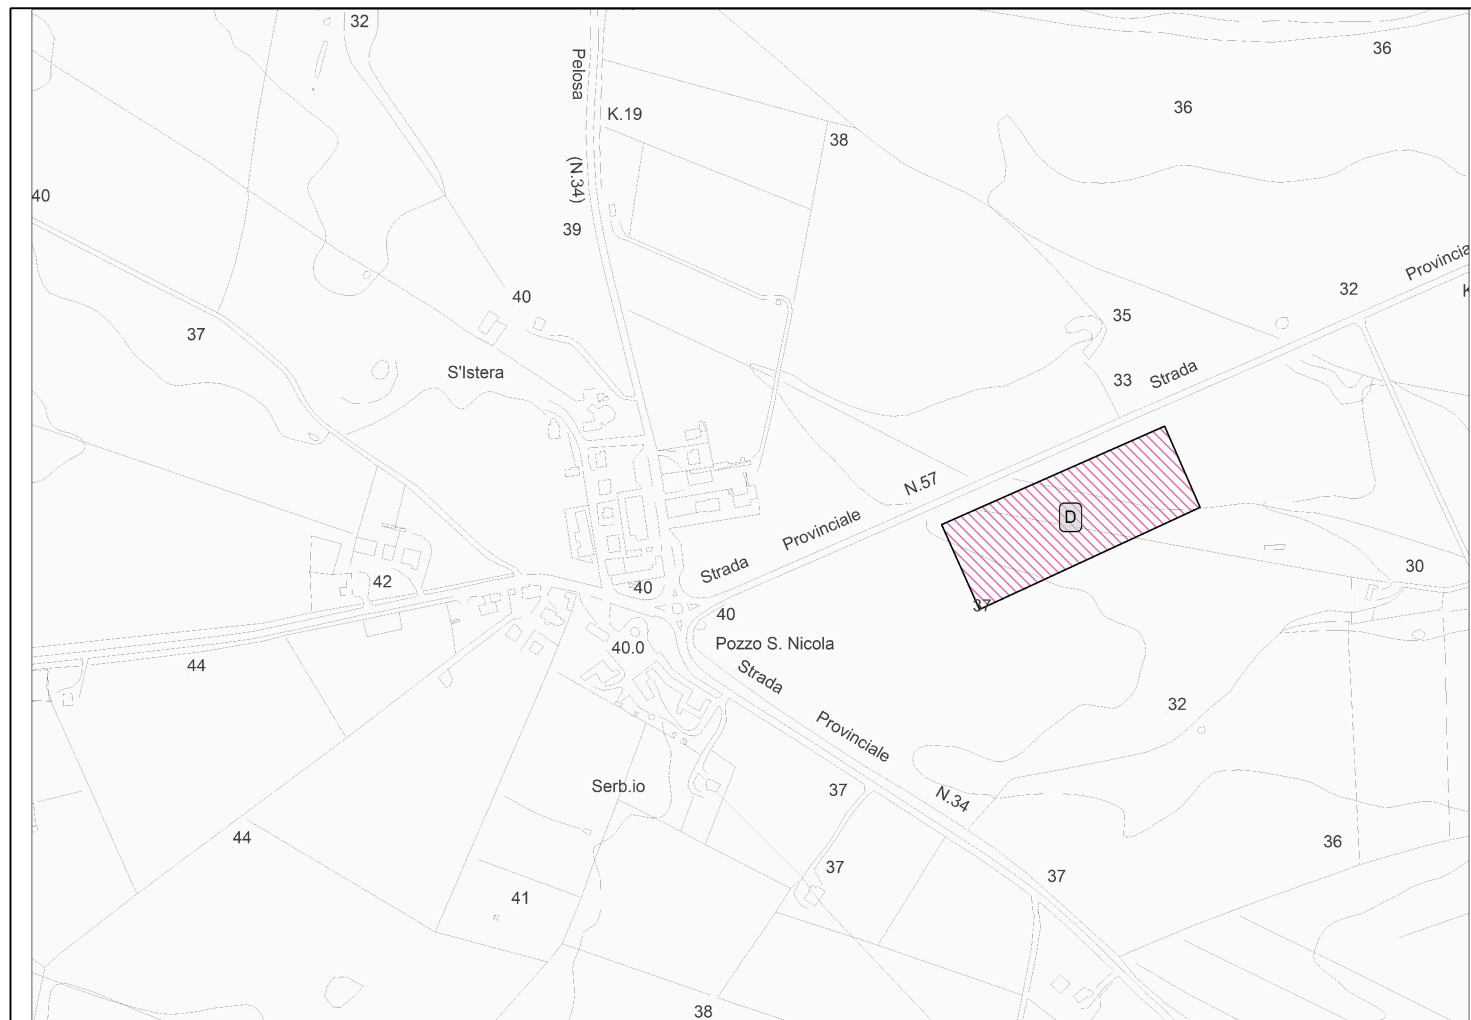 32
36
Pelosa
36
K.19
38
(N.34)
40
39
Provincia
40
32
35
37
S'Istera
33
Strada
N.57
D
Provinciale
Strada
30
42
40
37
40
40.0
Pozzo S. Nicola
44
Strada
32
Provinciale
Serb.io
37
N.34
44
36
37
37
41
38